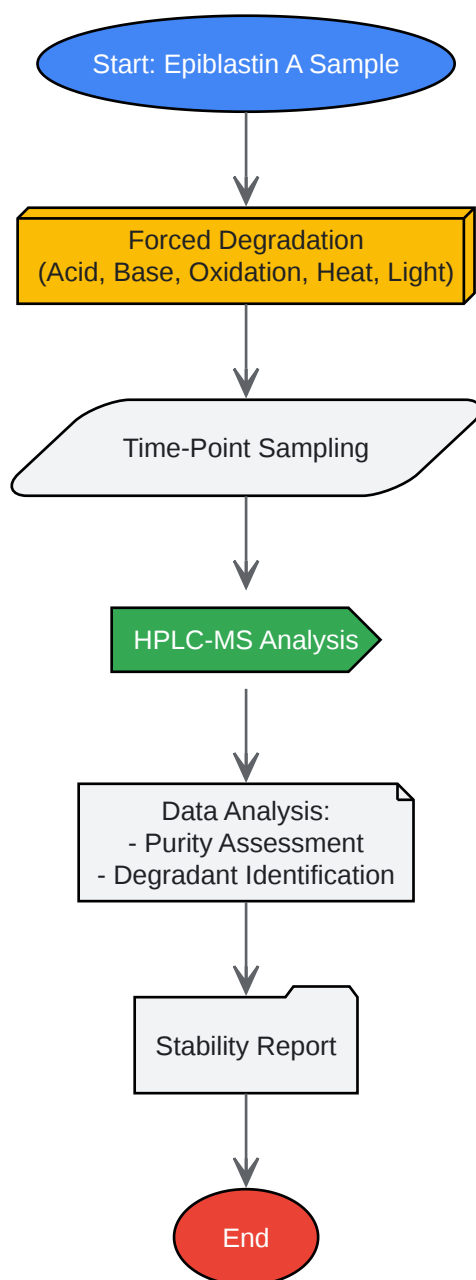 Start: Epiblastin A Sample
Forced Degradation
(Acid, Base, Oxidation, Heat, Light)
Time-Point Sampling
HPLC-MS Analysis
Data Analysis:
- Purity Assessment
- Degradant Identification
Stability Report
End